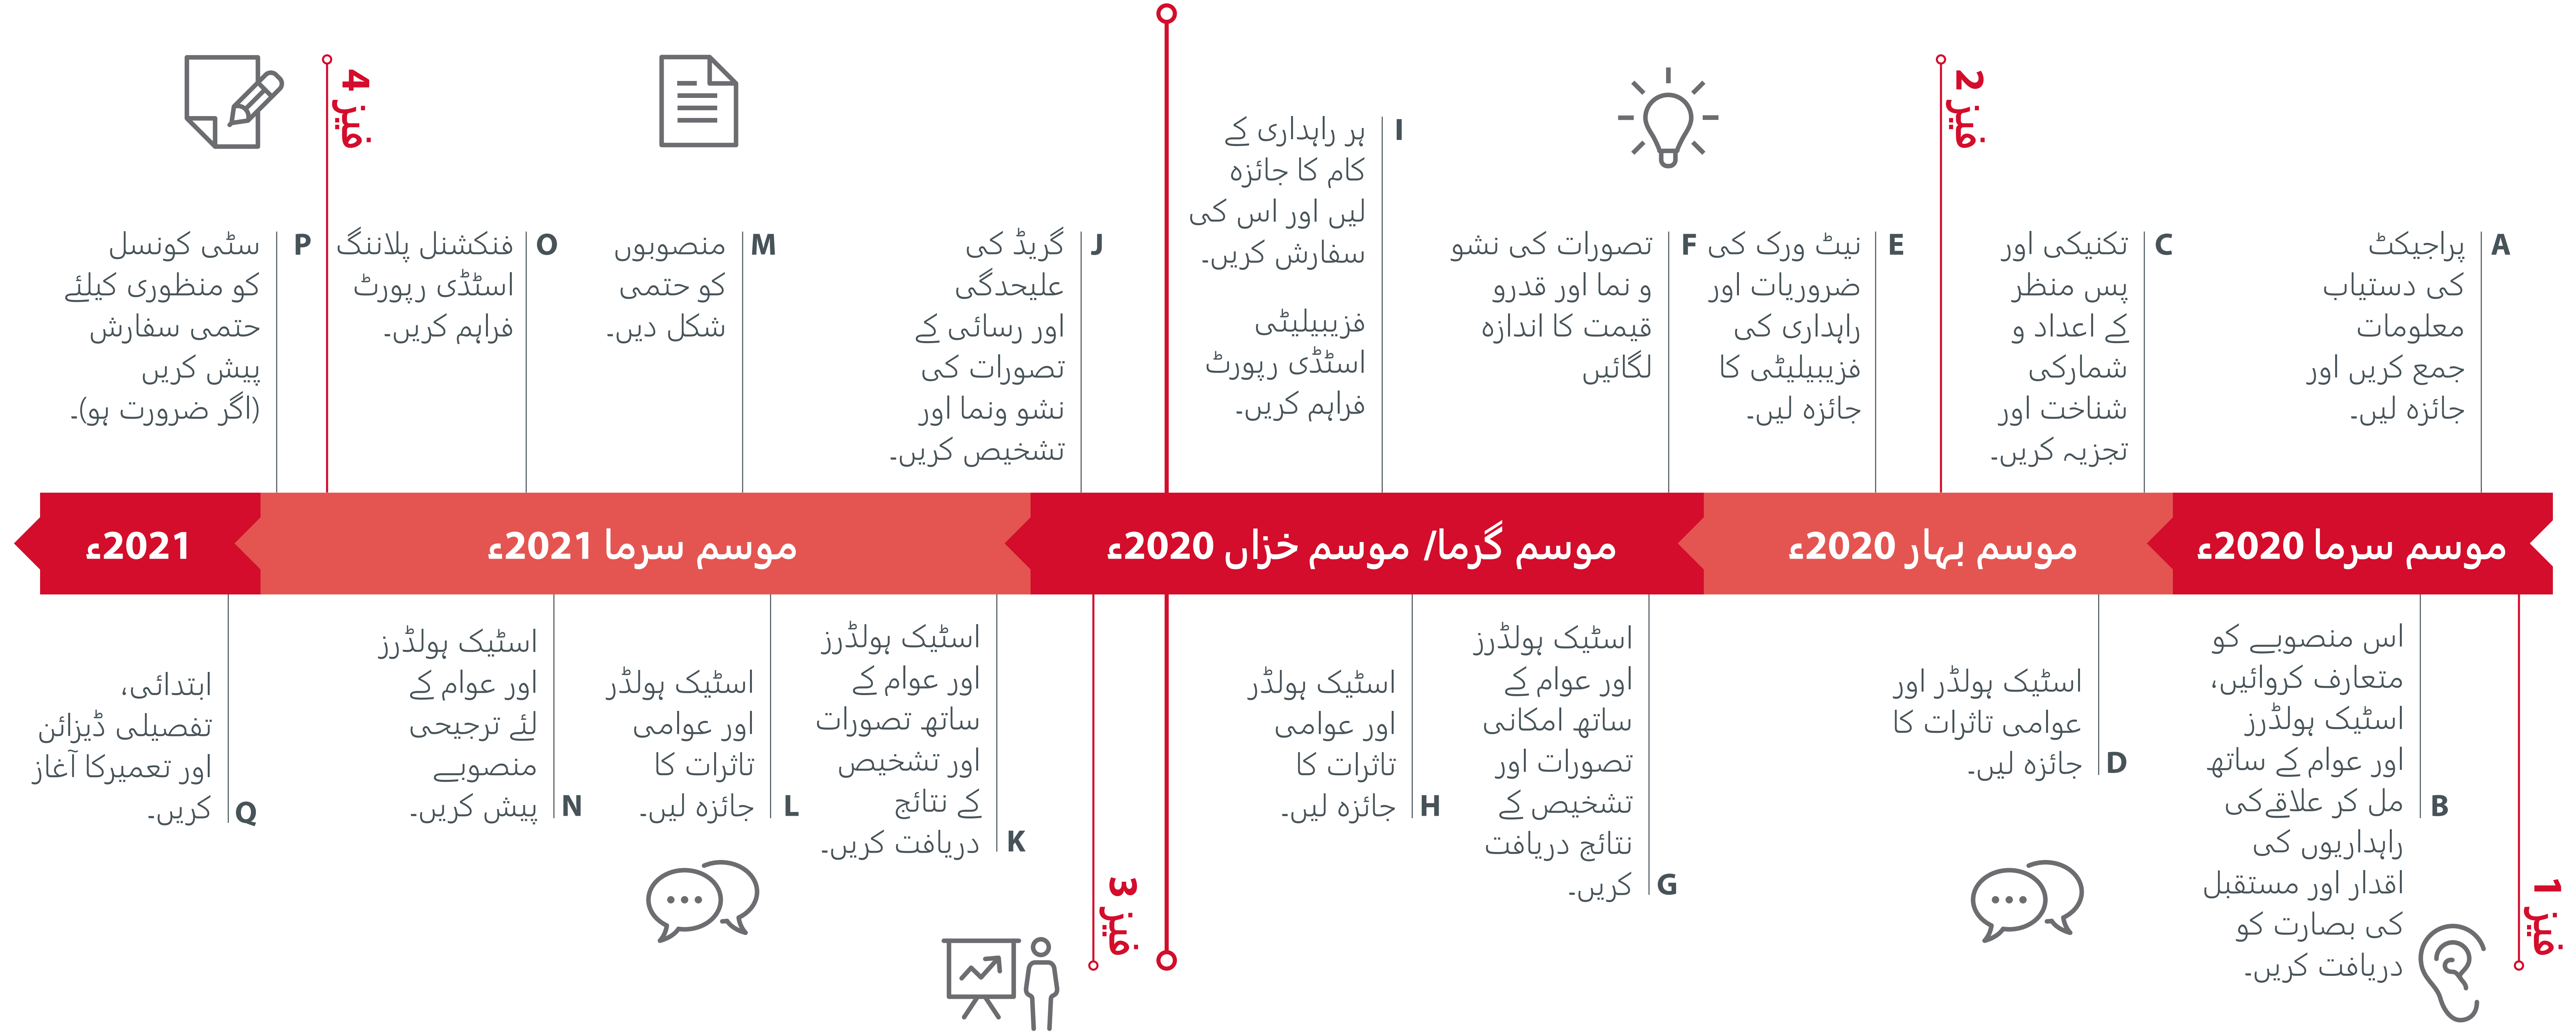 فیز 1
فیز 2
فیز 3
فیز 4
A
پراجیکٹ
کی دستیاب
معلومات
جمع کریں اور
جائزہ لیں۔
C
تکنیکی اور
پس منظر
کے اعداد و
شمارکی
شناخت اور
تجزیہ کریں۔
E
نیٹ ورک کی
ضروریات اور
راہداری کی
فزیبیلیٹی کا
جائزہ لیں۔
F
تصورات کی نشو
و نما اور قدرو
قیمت کا اندازہ
لگائیں
I
ہر راہداری کے
کام کا جائزہ
لیں اور اس کی
سفارش کریں۔
فزیبیلیٹی
اسٹڈی رپورٹ
فراہم کریں۔
J
گریڈ کی
علیحدگی
اور رسائی کے
تصورات کی
نشو ونما اور
تشخیص کریں۔
M
منصوبوں
کو حتمی
شکل دیں۔
O
فنکشنل پلاننگ
اسٹڈی رپورٹ
فراہم کریں۔
P
سٹی کونسل
کو منظوری کیلئے
حتمی سفارش
پیش کریں
(اگر ضرورت ہو)۔
موسم سرما 2020ء
موسم بہار 2020ء
موسم گرما/ موسم خزاں 2020ء
موسم سرما 2021ء
2021ء
اس منصوبے کو
متعارف کروائیں،
اسٹیک ہولڈرز
اور عوام کے ساتھ
مل کر علاقےکی
راہداریوں کی
اقدار اور مستقبل
کی بصارت کو
دریافت کریں۔
B
اسٹیک ہولڈر اور
عوامی تاثرات کا
جائزہ لیں۔
D
اسٹیک ہولڈرز
اور عوام کے
ساتھ امکانی
تصورات اور
تشخیص کے
نتائج دریافت
کریں۔
G
اسٹیک ہولڈر
اور عوامی
تاثرات کا
جائزہ لیں۔
H
اسٹیک ہولڈرز
اور عوام کے
ساتھ تصورات
اور تشخیص
کے نتائج
دریافت کریں۔
K
اسٹیک ہولڈر
اور عوامی
تاثرات کا
جائزہ لیں۔
L
اسٹیک ہولڈرز
اور عوام کے
لئے ترجیحی
منصوبے
پیش کریں۔
N
ابتدائی،
تفصیلی ڈیزائن
اور تعمیرکا آغاز
کریں۔
Q